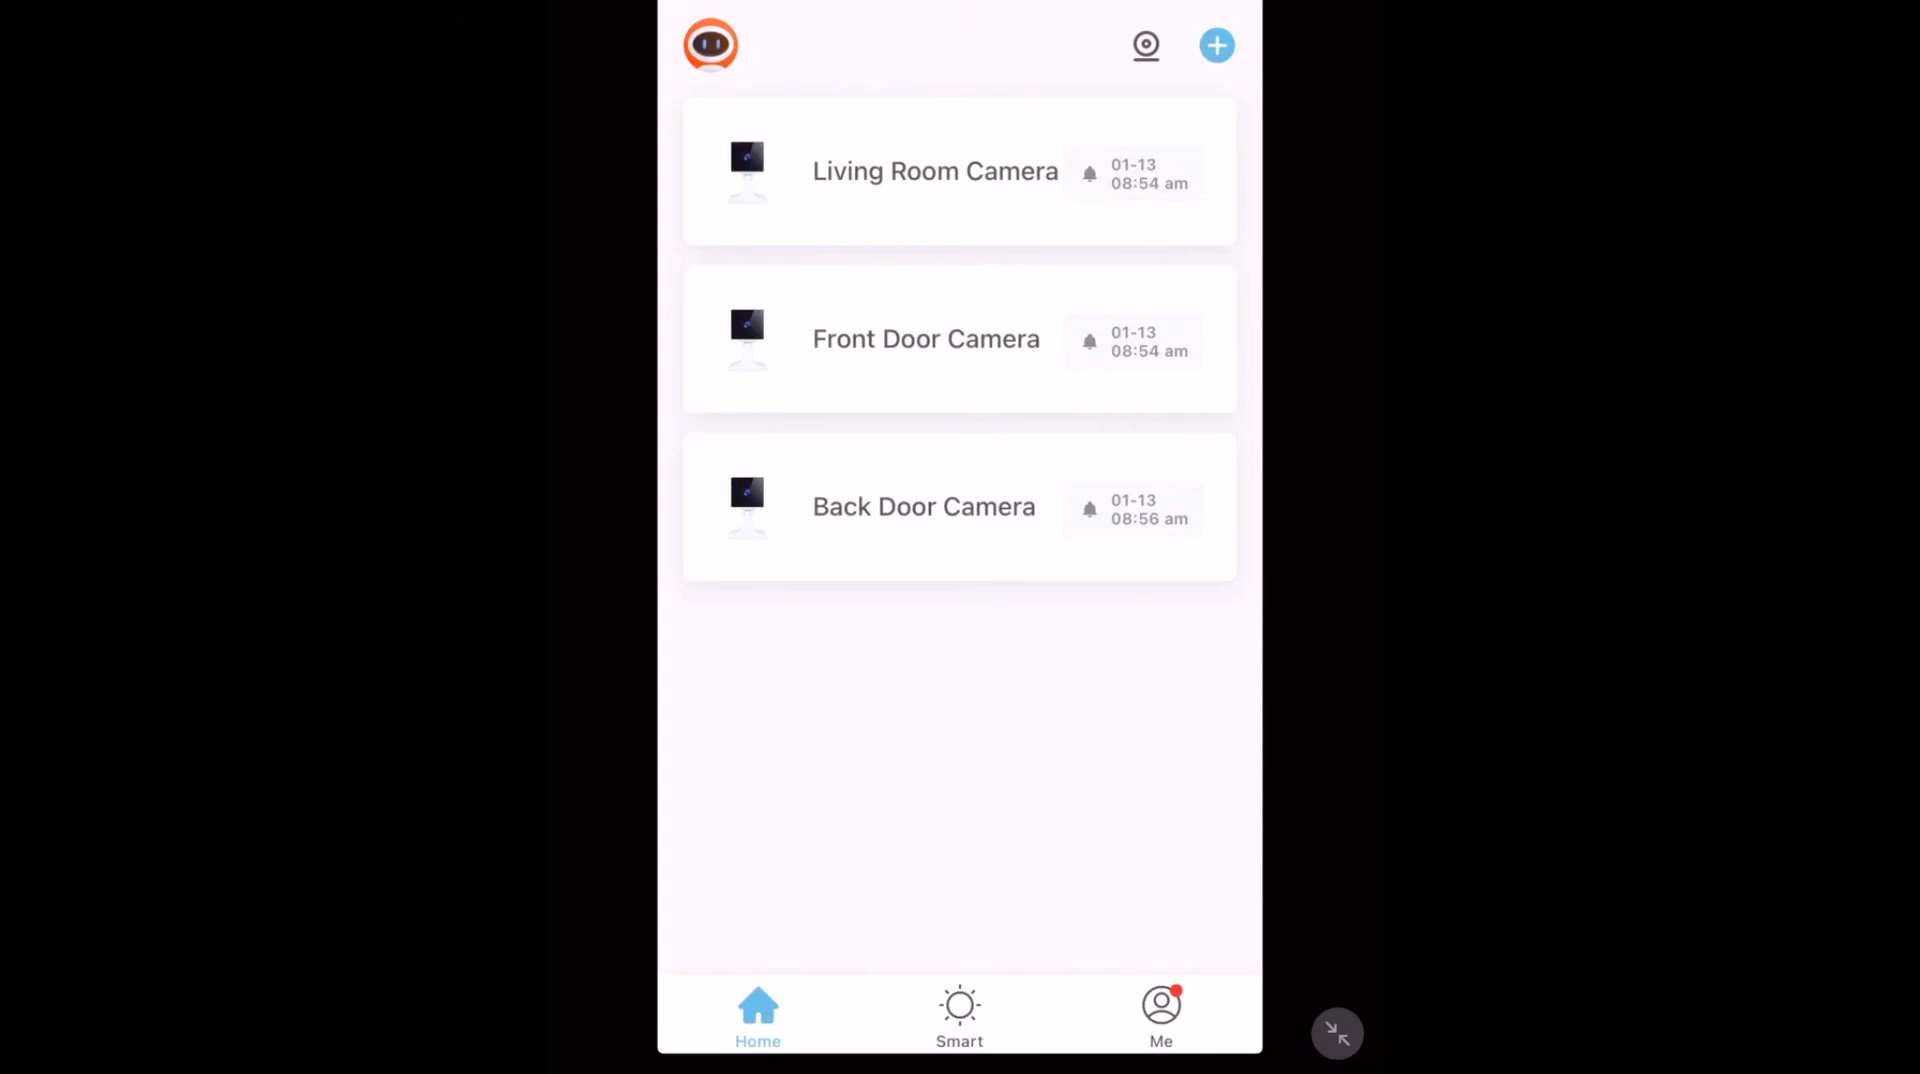 Living Room Camera
01-13
08:54 am
Front Door Camera
01-13
08:54 am
Back Door Camera
01-13
08:56 am
Home
Smart
Me